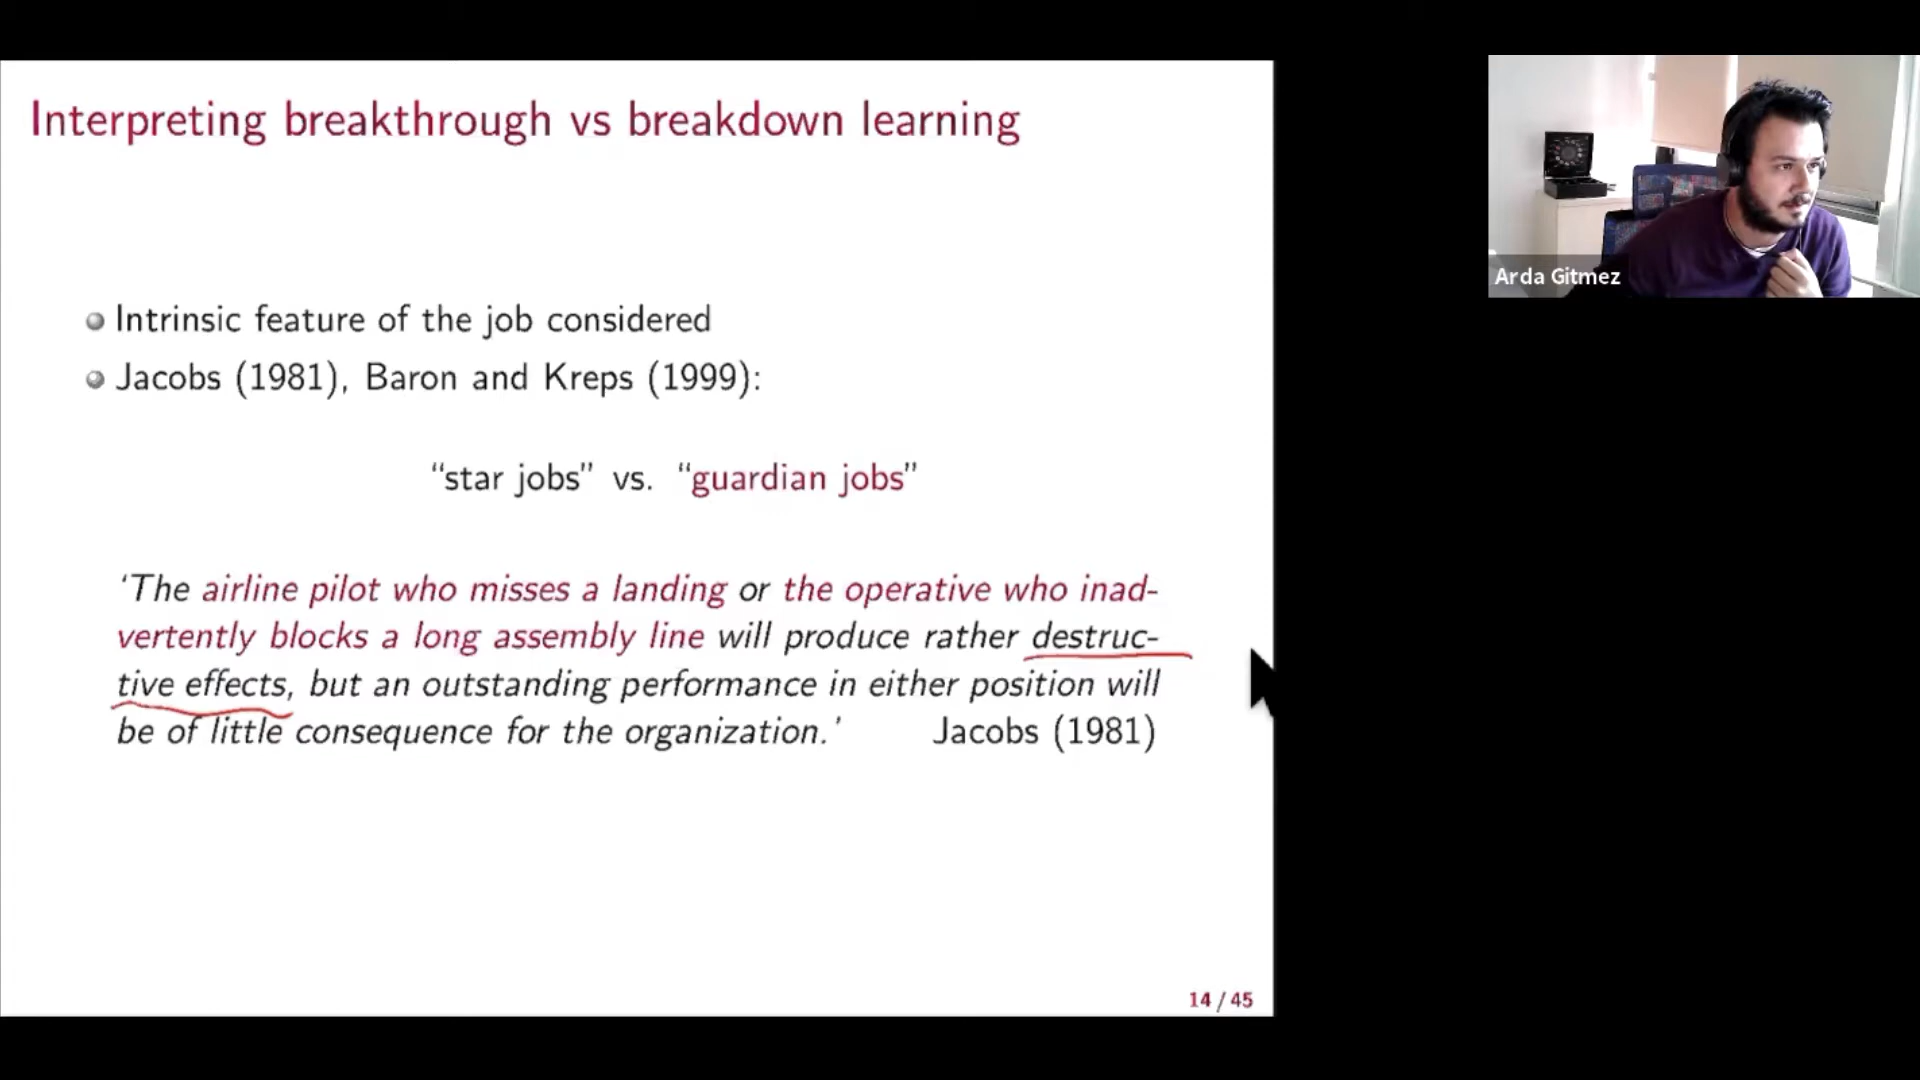 Interpreting breakthrough vs breakdown learning
Arda Gitmez
Intrinsic feature of the job considered
Jacobs (1981), Baron and Kreps (1999):
“star jobs” vs. “guardian jobs”
‘The airline pilot who misses a landing or the operative who inad-
vertently blocks a long assembly line will produce rather destruc-
tive effects, but an outstanding performance in either position will
be of little consequence for the organization.’ Jacobs (1981)
14 / 45